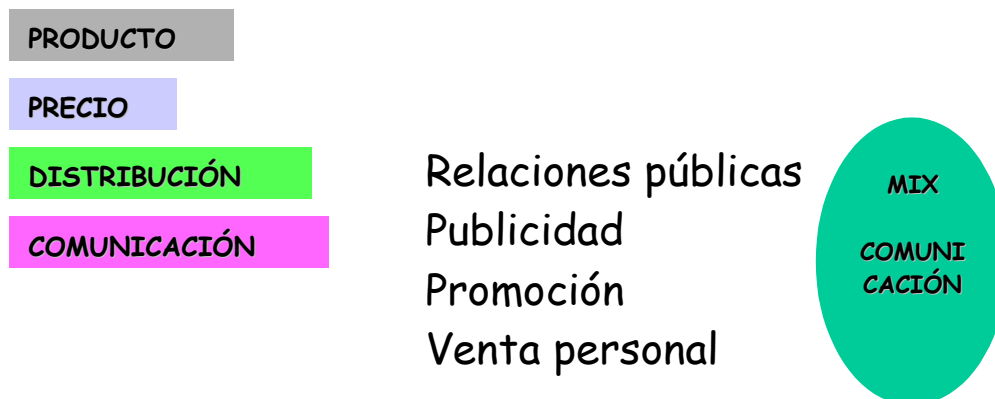 PRODUCTO
PRECIO
DISTRIBUCIÓN
COMUNICACIÓN
Relaciones públicas
Publicidad
Promoción
Venta personal
MIX
COMUNI
CACIÓN